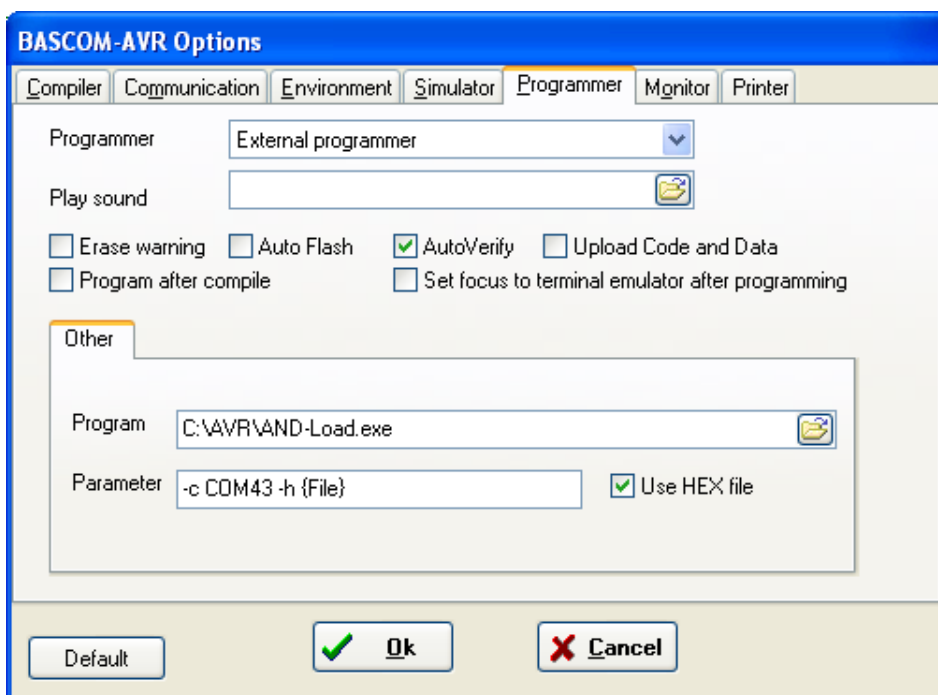 BASCOM-AVR Options
Compiler Communication Environment Simulator Programmer Monitor Printer
Programmer External programmer
Play sound
Erase warning Auto Flash AutoVerify Upload Code and Data
Program after compile Set focus to terminal emulator after programming
Other
Program C:\AVR\AND-Load.exe
Parameter -c COM43 -h {File} Use HEX file
Default Ok Cancel